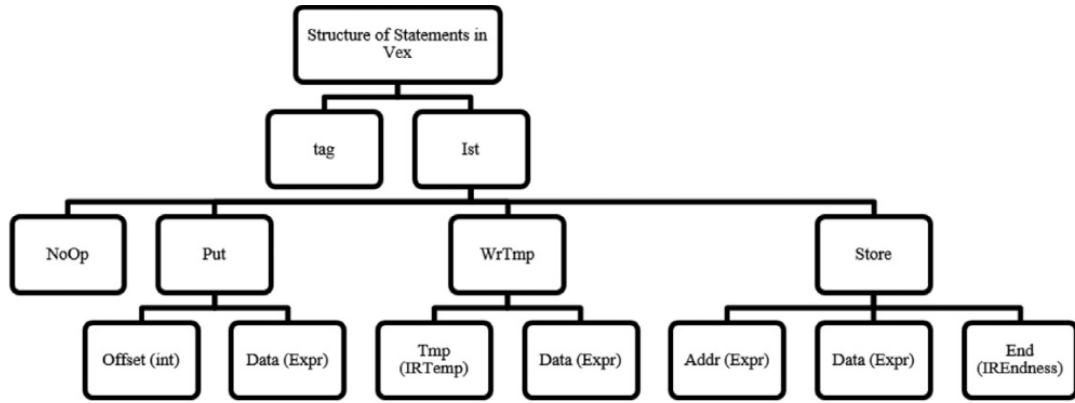 Structure of Statements in
Vex
tag
Ist
NoOp
Put
WrTmp
Store
Offset (int)
Data (Expr)
Tmp
(IRTemp)
Data (Expr)
Addr (Expr)
Data (Expr)
End
(IREndness)